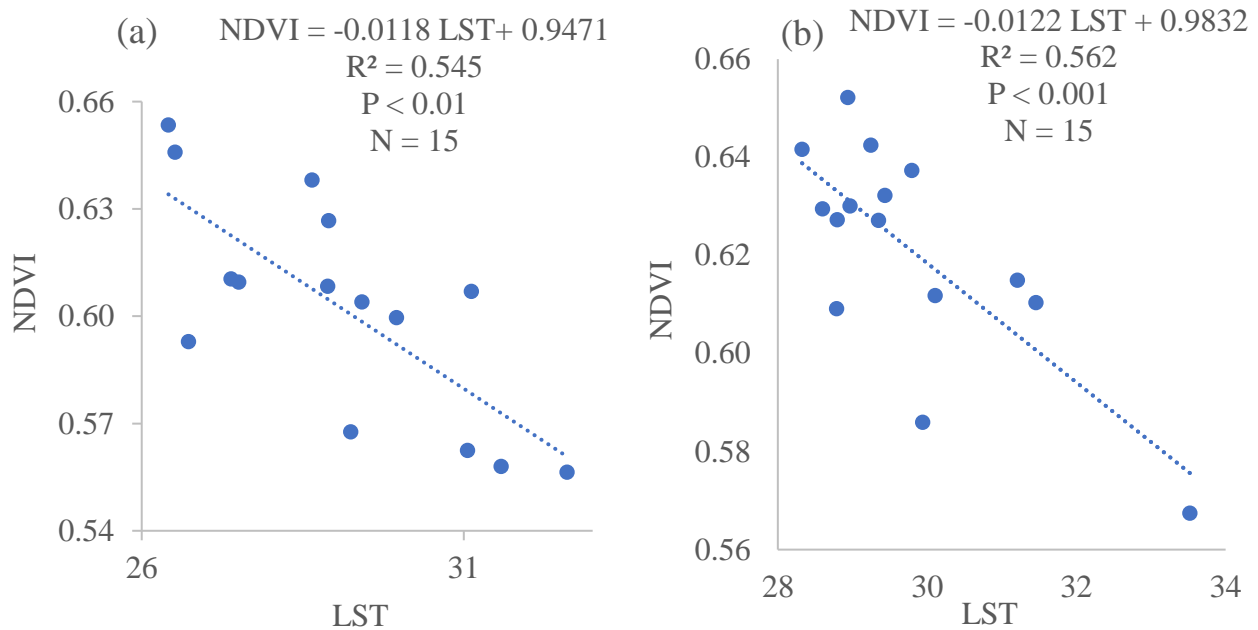 (a)
NDVI = -0.0118 LST+ 0.9471
R² = 0.545
P < 0.01
N = 15
0.66
0.63
0.60
0.57
0.54
NDVI
26
31
LST
(b)
NDVI = -0.0122 LST + 0.9832
R² = 0.562
P < 0.001
N = 15
0.66
0.64
0.62
0.60
0.58
0.56
NDVI
28
30
32
34
LST